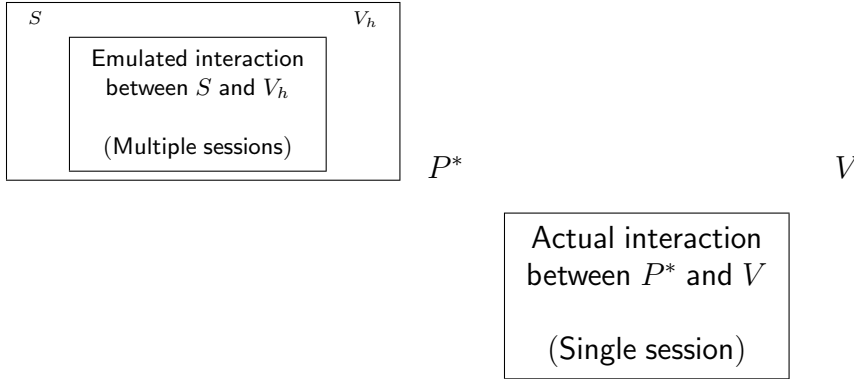 S V_h
Emulated interaction
between S and V_h
(Multiple sessions)
P* V
Actual interaction
between P* and V
(Single session)